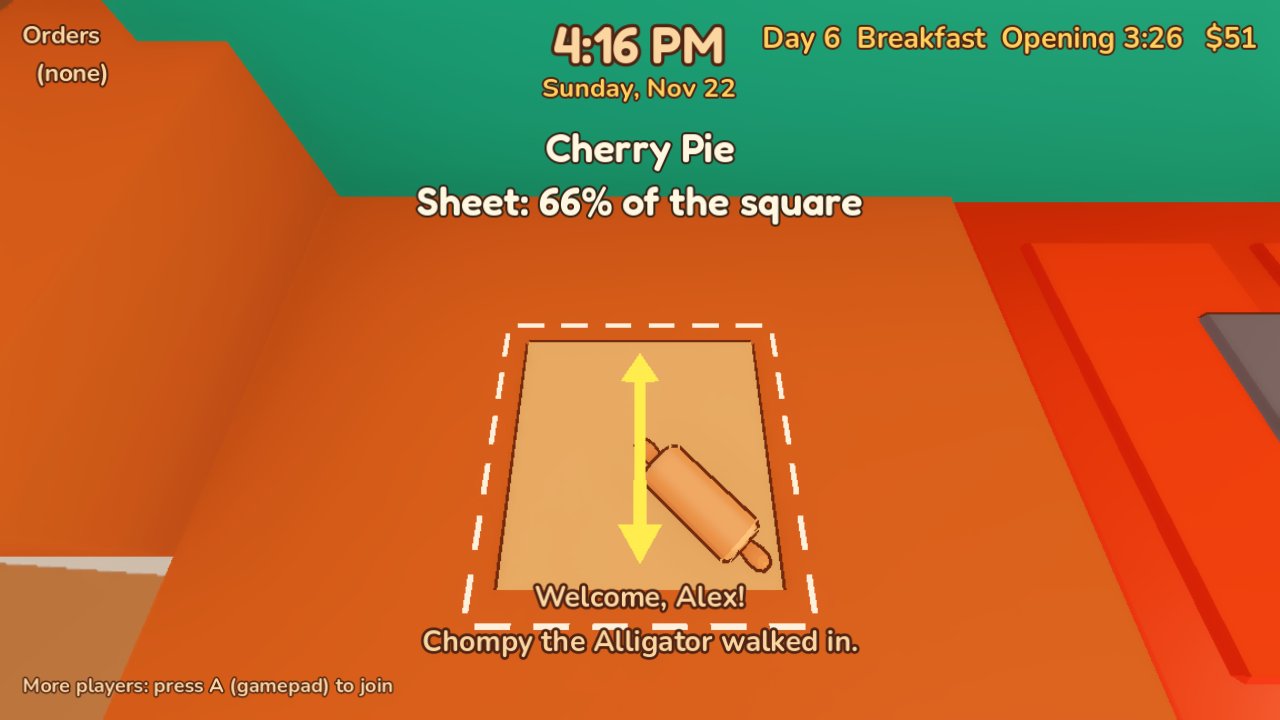 Orders
(none)
4:16 PM
Sunday, Nov 22
Day 6 Breakfast Opening 3:26 $51
Cherry Pie
Sheet: 66% of the square
Welcome, Alex!
Chompy the Alligator walked in.
More players: press A (gamepad) to join